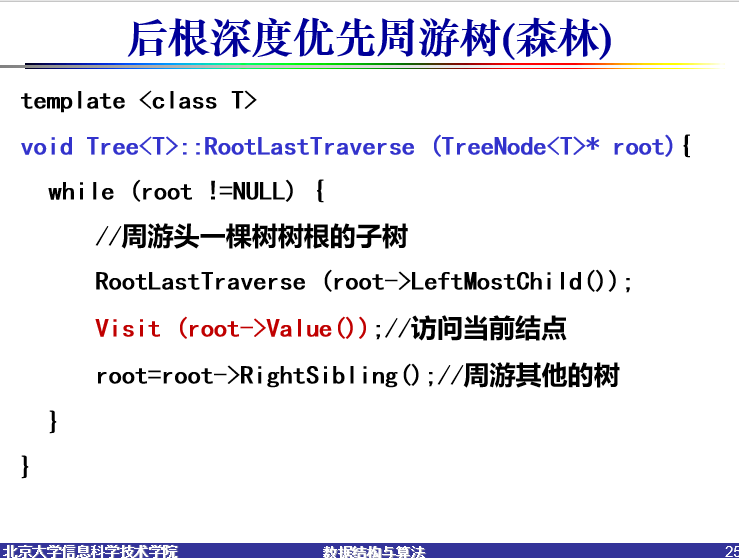 后根深度优先周游树(森林)
template <class T>
void Tree<T>::RootLastTraverse (TreeNode<T>* root){
while (root !=NULL) {
//周游头一棵树树根的子树
RootLastTraverse (root->LeftMostChild());
Visit (root->Value());//访问当前结点
root=root->RightSibling();//周游其他的树
}
}
北京大学信息科学技术学院 数据结构与算法 25